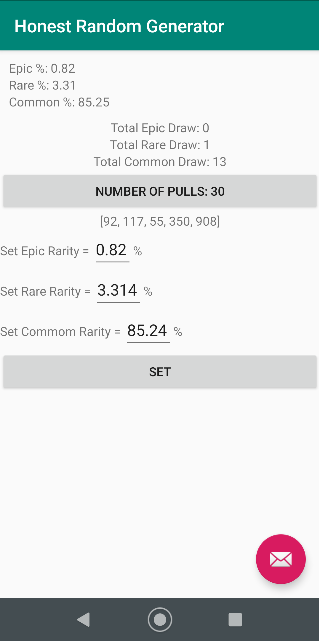 Honest Random Generator
Epic %: 0.82
Rare %: 3.31
Common %: 85.25
Total Epic Draw: 0
Total Rare Draw: 1
Total Common Draw: 13
NUMBER OF PULLS: 30
[92, 117, 55, 350, 908]
Set Epic Rarity = 0.82 %
Set Rare Rarity = 3.314 %
Set Commom Rarity = 85.24 %
SET